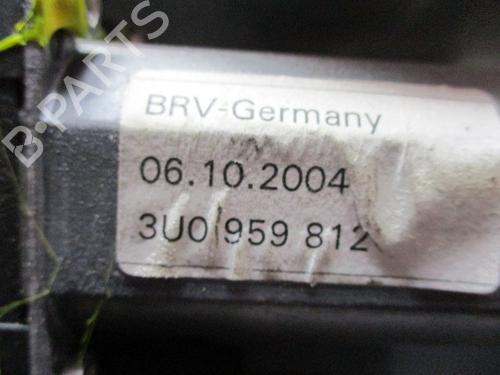 B-PARTS
BRV-Germany
06.10.2004
3U0 959 812